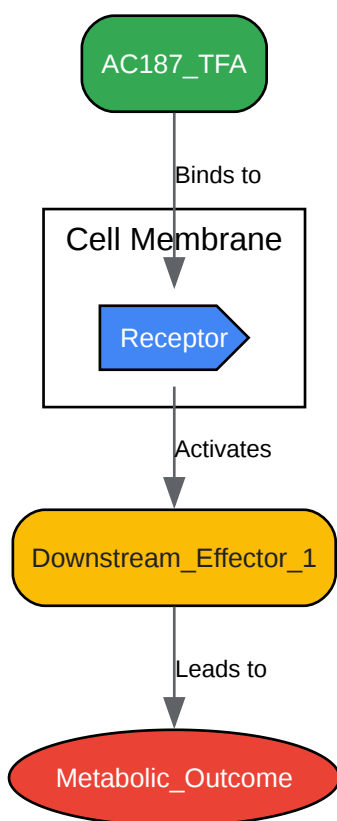 AC187_TFA
Binds to
Cell Membrane
Receptor
Activates
Downstream_Effector_1
Leads to
Metabolic_Outcome